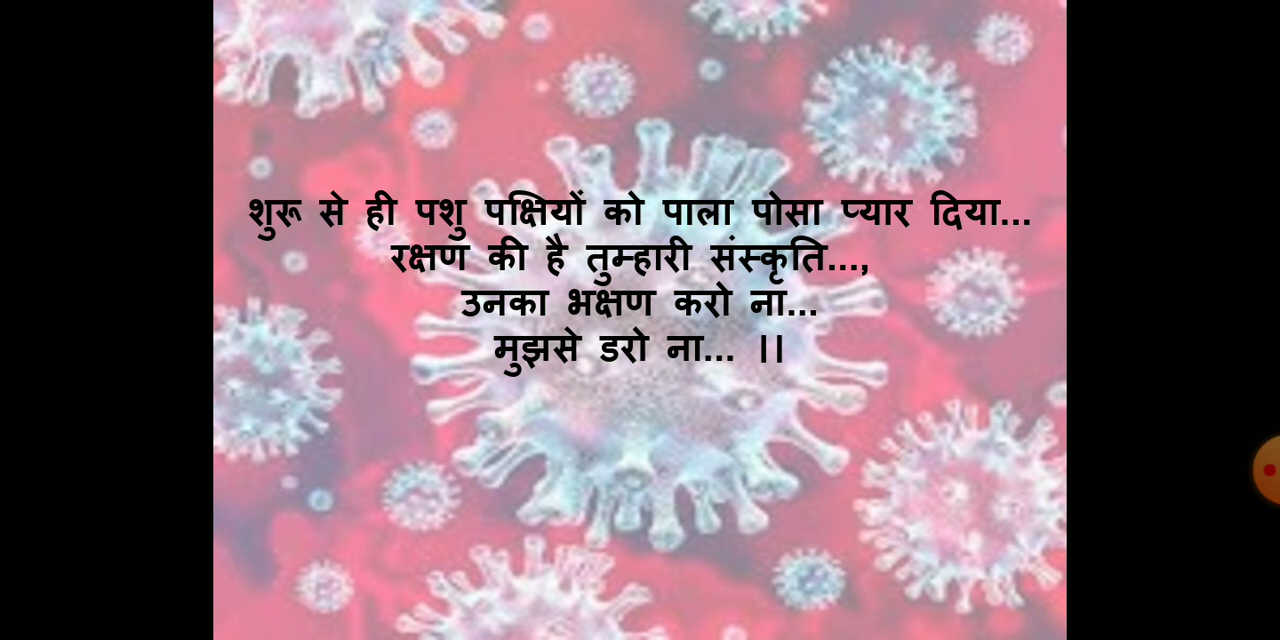 शुरू से ही पशु पक्षियों को पाला पोसा प्यार दिया...
रक्षण की है तुम्हारी संस्कृति...,
उनका भक्षण करो ना...
मुझसे डरो ना... ।।